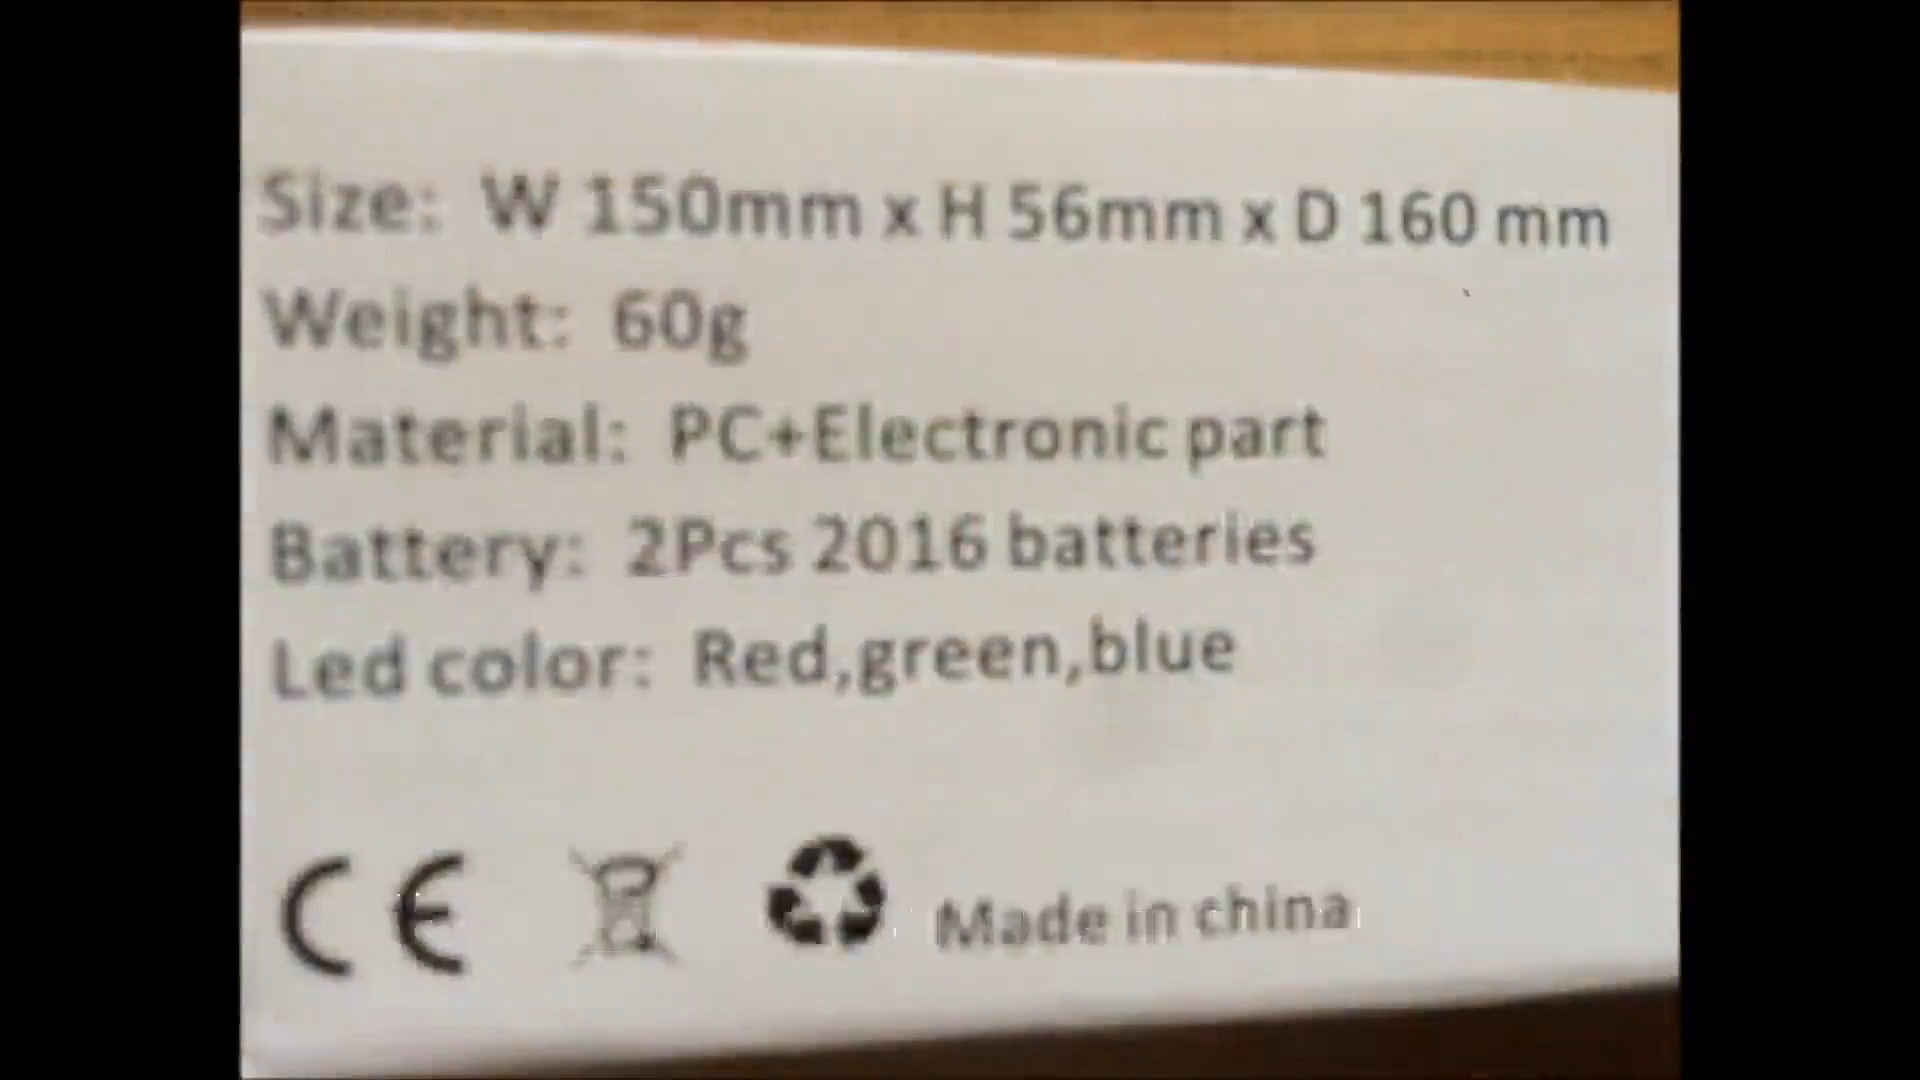 Size: W 150mm x H 56mm x D 160 mm
Weight: 60g
Material: PC+Electronic part
Battery: 2Pcs 2016 batteries
Led color: Red,green,blue
CE Made in china